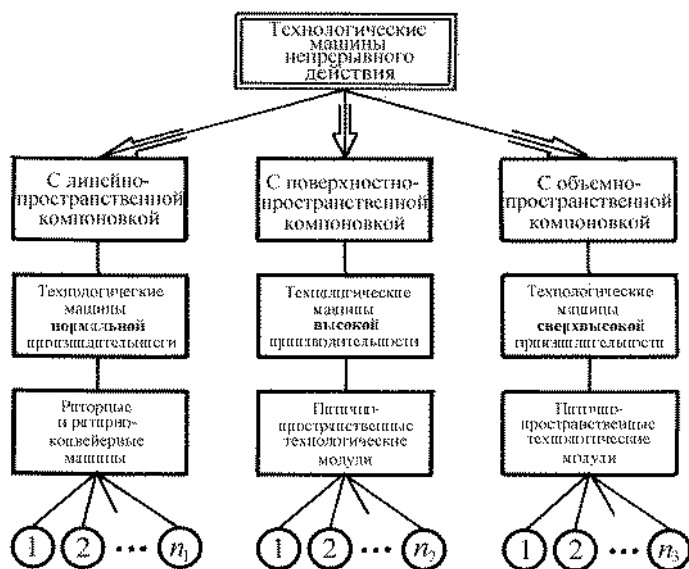 Технологические
машины
непрерывного
действия
С линейно-
пространственной
компоновкой
С поверхностно-
пространственной
компоновкой
С объемно-
пространственной
компоновкой
Технологические
машины
нормальной
производительности
Технологические
машины
высокой
производительности
Технологические
машины
сверхвысокой
производительности
Роторные
и роторно-
конвейерные
машины
пространственные
технологические
модули
пространственные
технологические
модули
1 2 ... n1
1 2 ... n2
1 2 ... n3